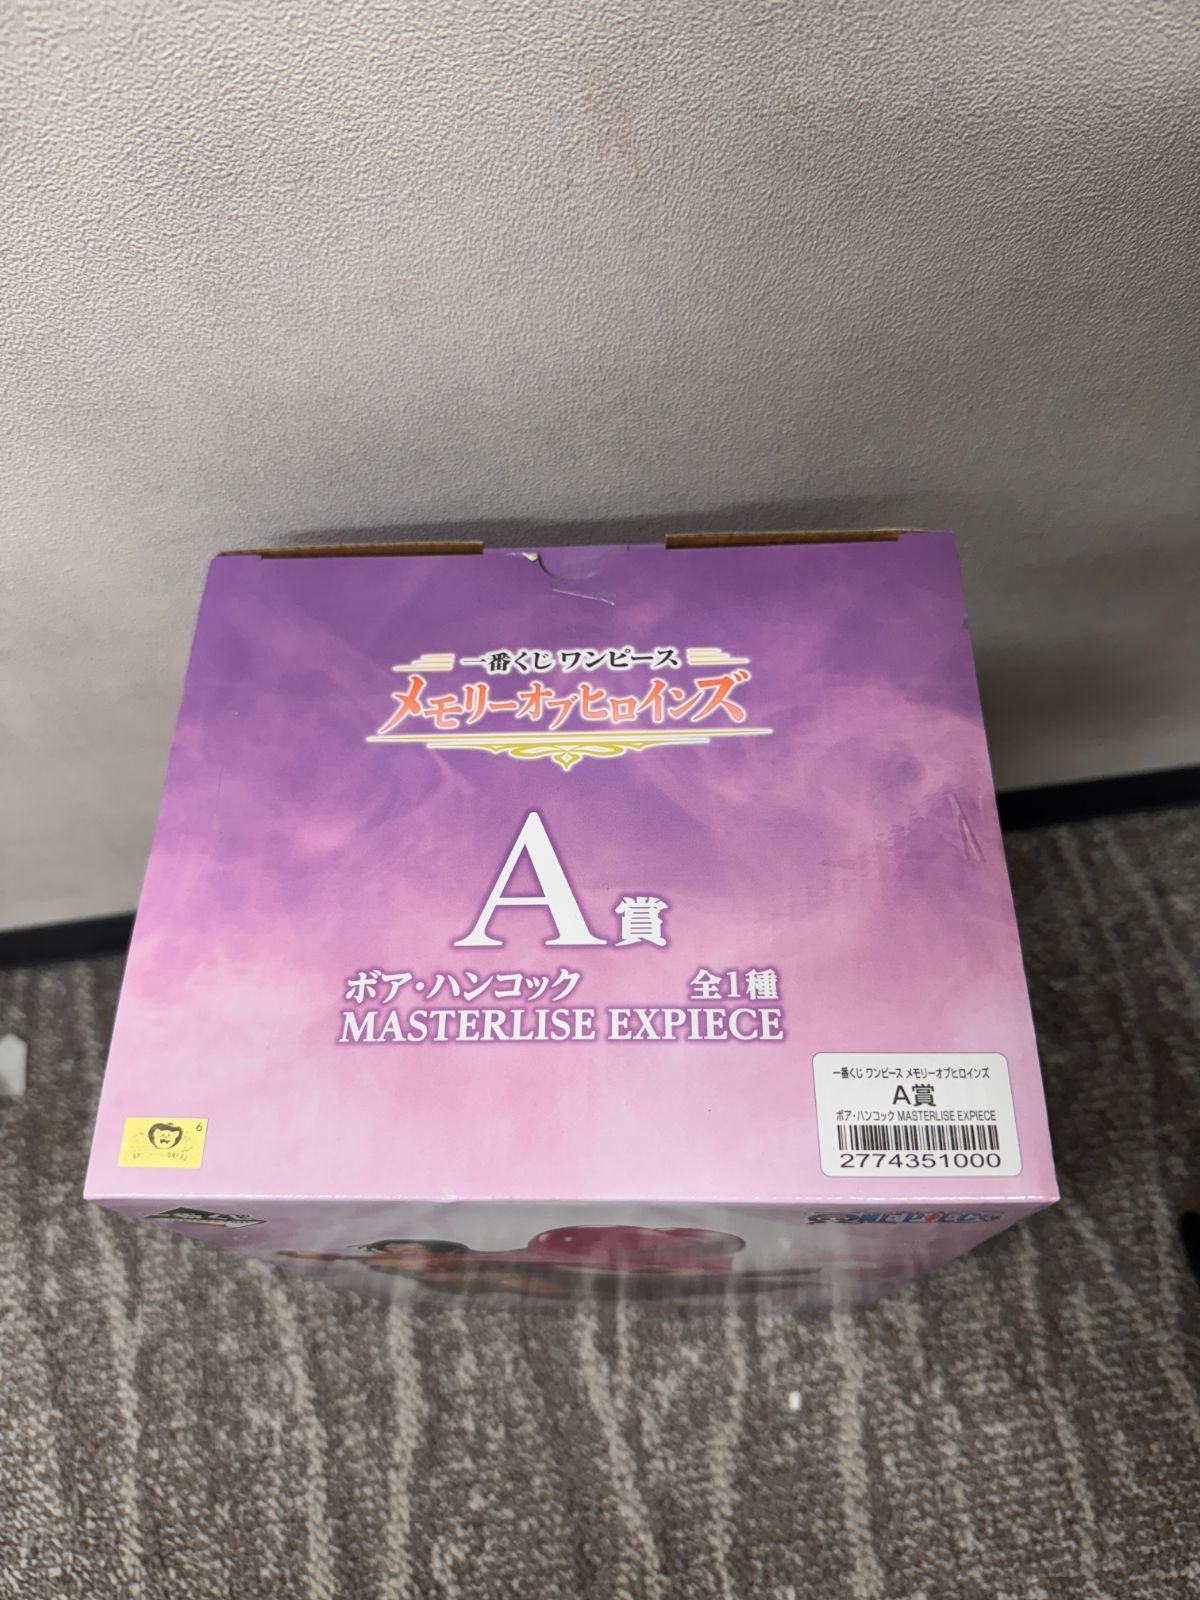 一番くじ ワンピース
メモリーオブヒロインズ
A賞
ボア・ハンコック 全1種
MASTERLISE EXPIECE
一番くじ ワンピース メモリーオブヒロインズ
A賞
ボア・ハンコック MASTERLISE EXPIECE
2774351000
6